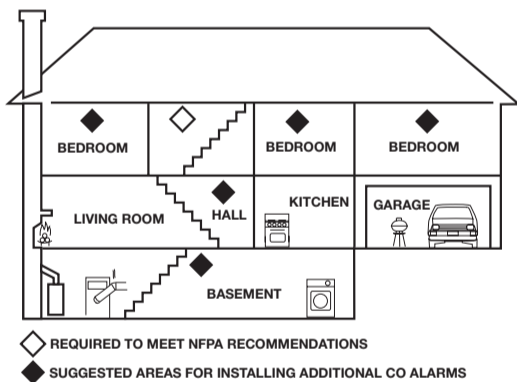 BEDROOM
BEDROOM
BEDROOM
LIVING ROOM
HALL
KITCHEN
GARAGE
BASEMENT
REQUIRED TO MEET NFPA RECOMMENDATIONS
SUGGESTED AREAS FOR INSTALLING ADDITIONAL CO ALARMS